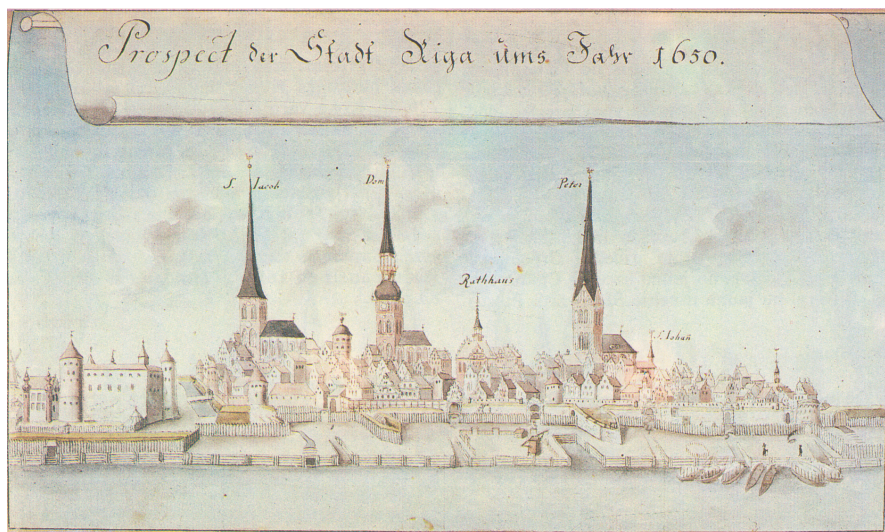 Prospect der Stadt Riga ums Jahr 1650.
S. Jacob
Dom
Peter
Rathhaus
S. Johan̄